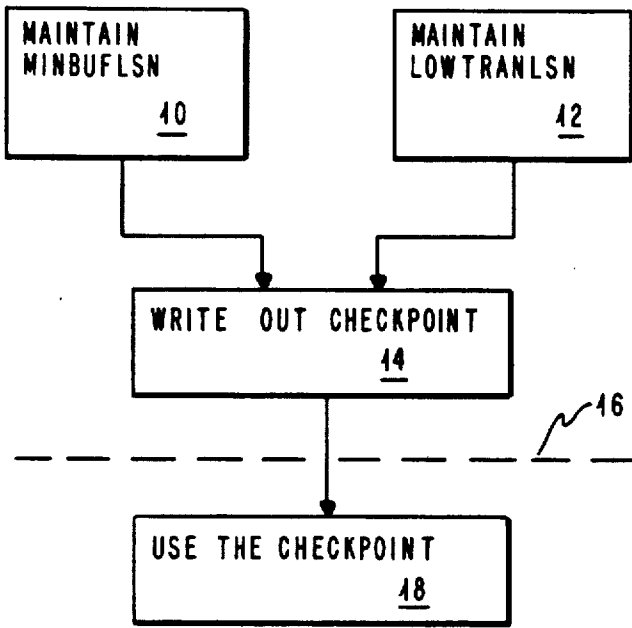 MAINTAIN
MINBUFLSN
10
MAINTAIN
LOWTRANLSN
12
WRITE OUT CHECKPOINT
14
16
USE THE CHECKPOINT
18